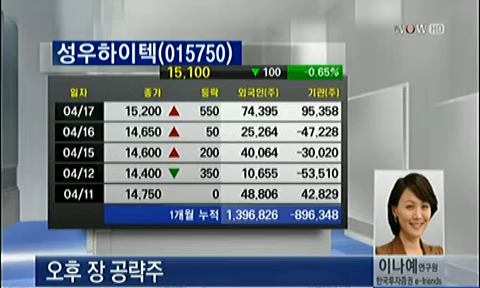 NOW HD
성우하이텍(015750)
15,100 ▼ 100 -0.65%
일자 종가 등락 외국인(주) 기관(주)
04/17 15,200 ▲ 550 74,395 95,358
04/16 14,650 ▲ 50 25,264 -47,228
04/15 14,600 ▲ 200 40,064 -30,020
04/12 14,400 ▼ 350 10,655 -53,510
04/11 14,750 0 48,806 42,829
1개월 누적 1,396,826 -896,348
이나예 연구원
한국투자증권 e-friends
오후 장 공략주